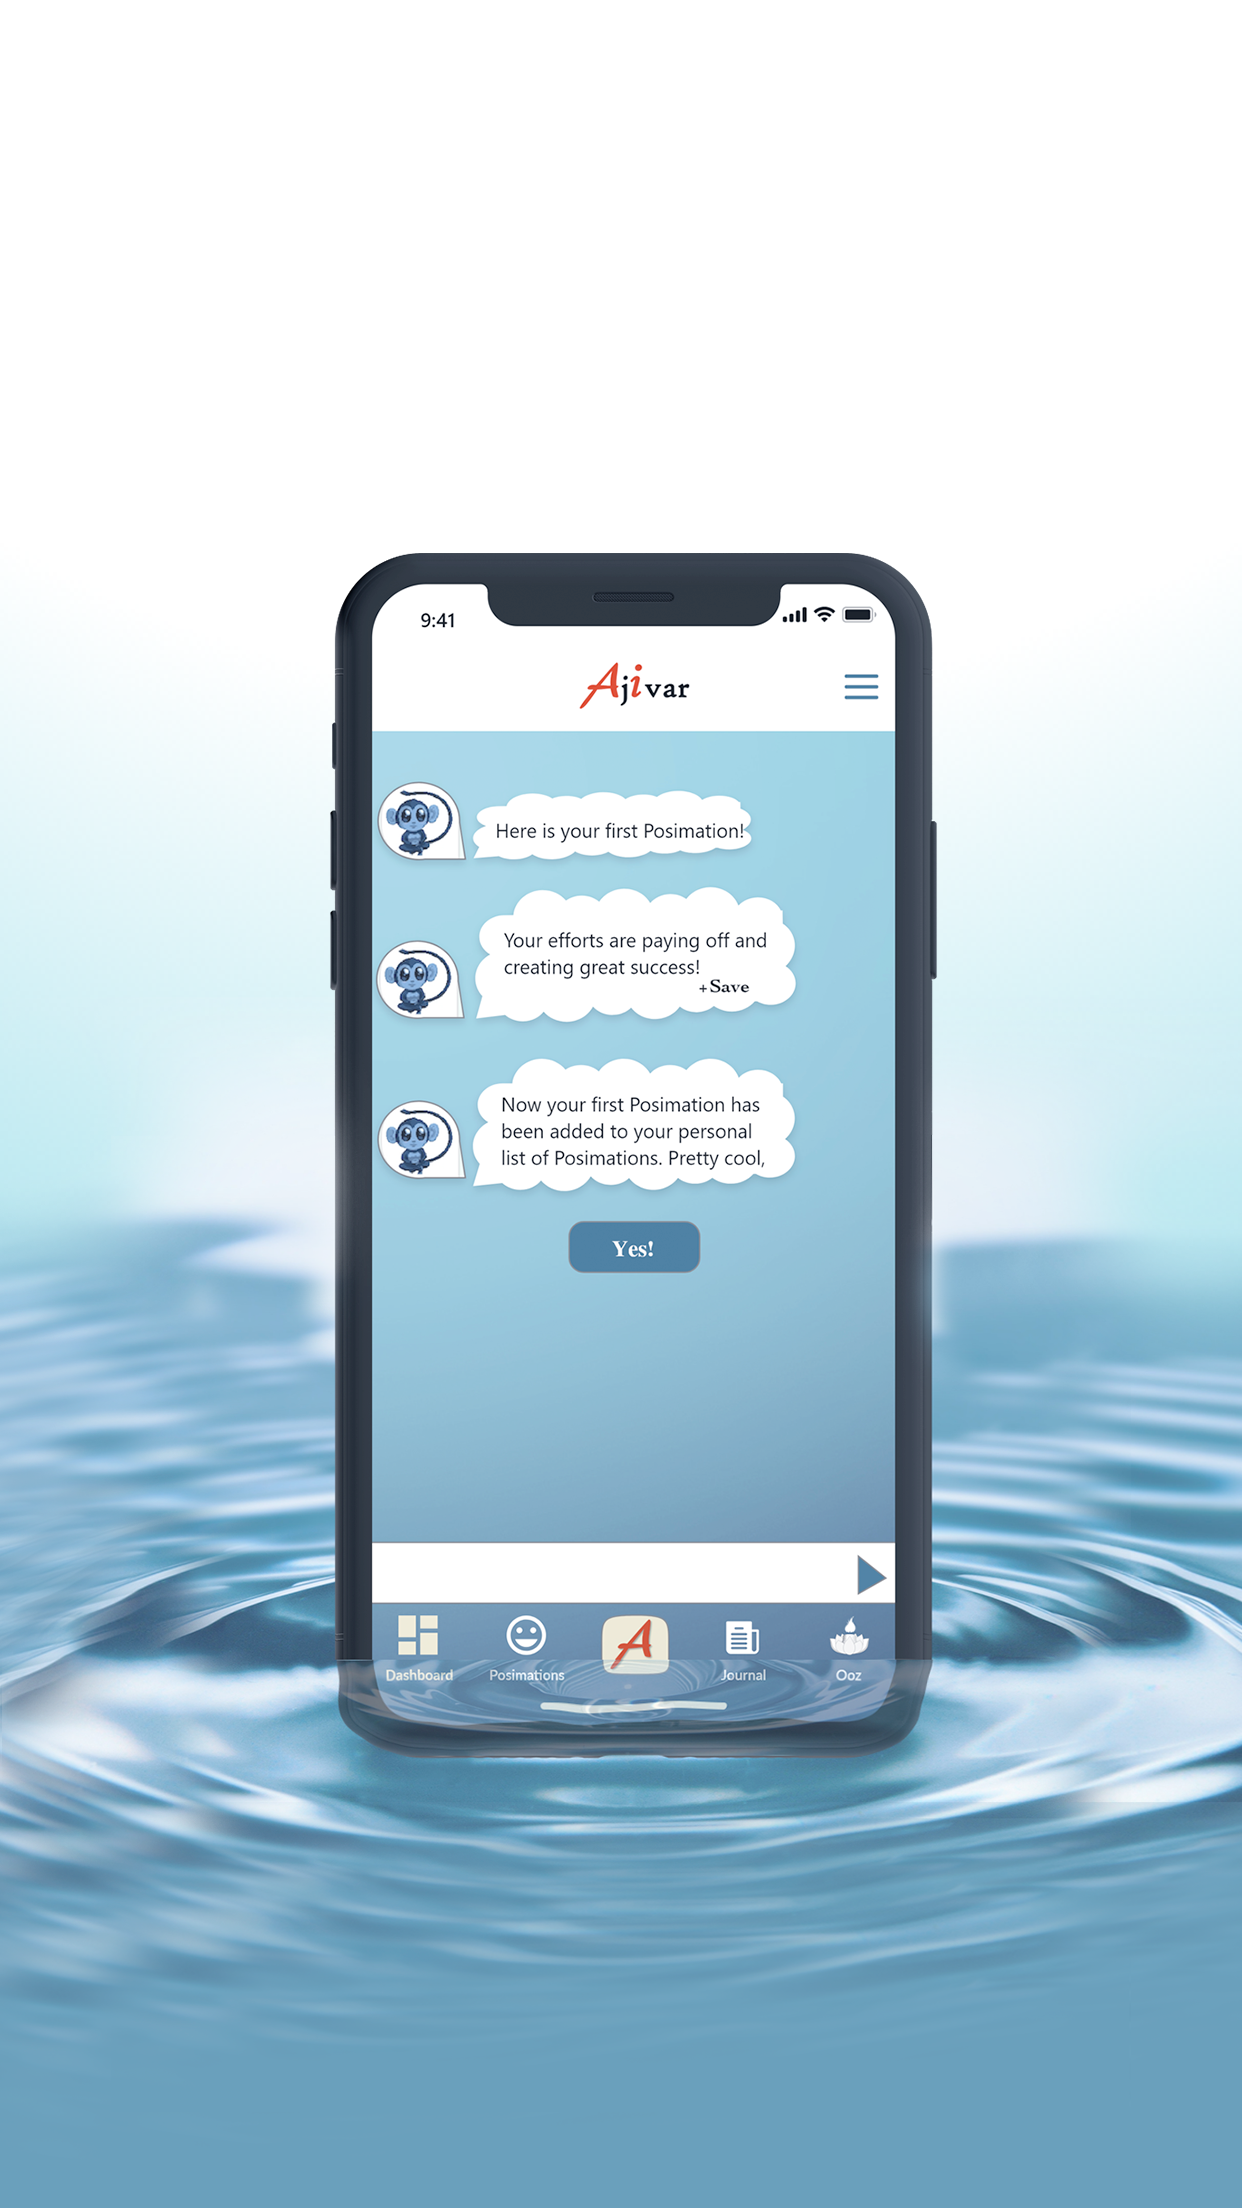 9:41
Ajivar
Here is your first Posimation!
Your efforts are paying off and
creating great success!
+Save
Now your first Posimation has
been added to your personal
list of Posimations. Pretty cool,
Yes!
A
Dashboard
Posimations
Journal
Ooz